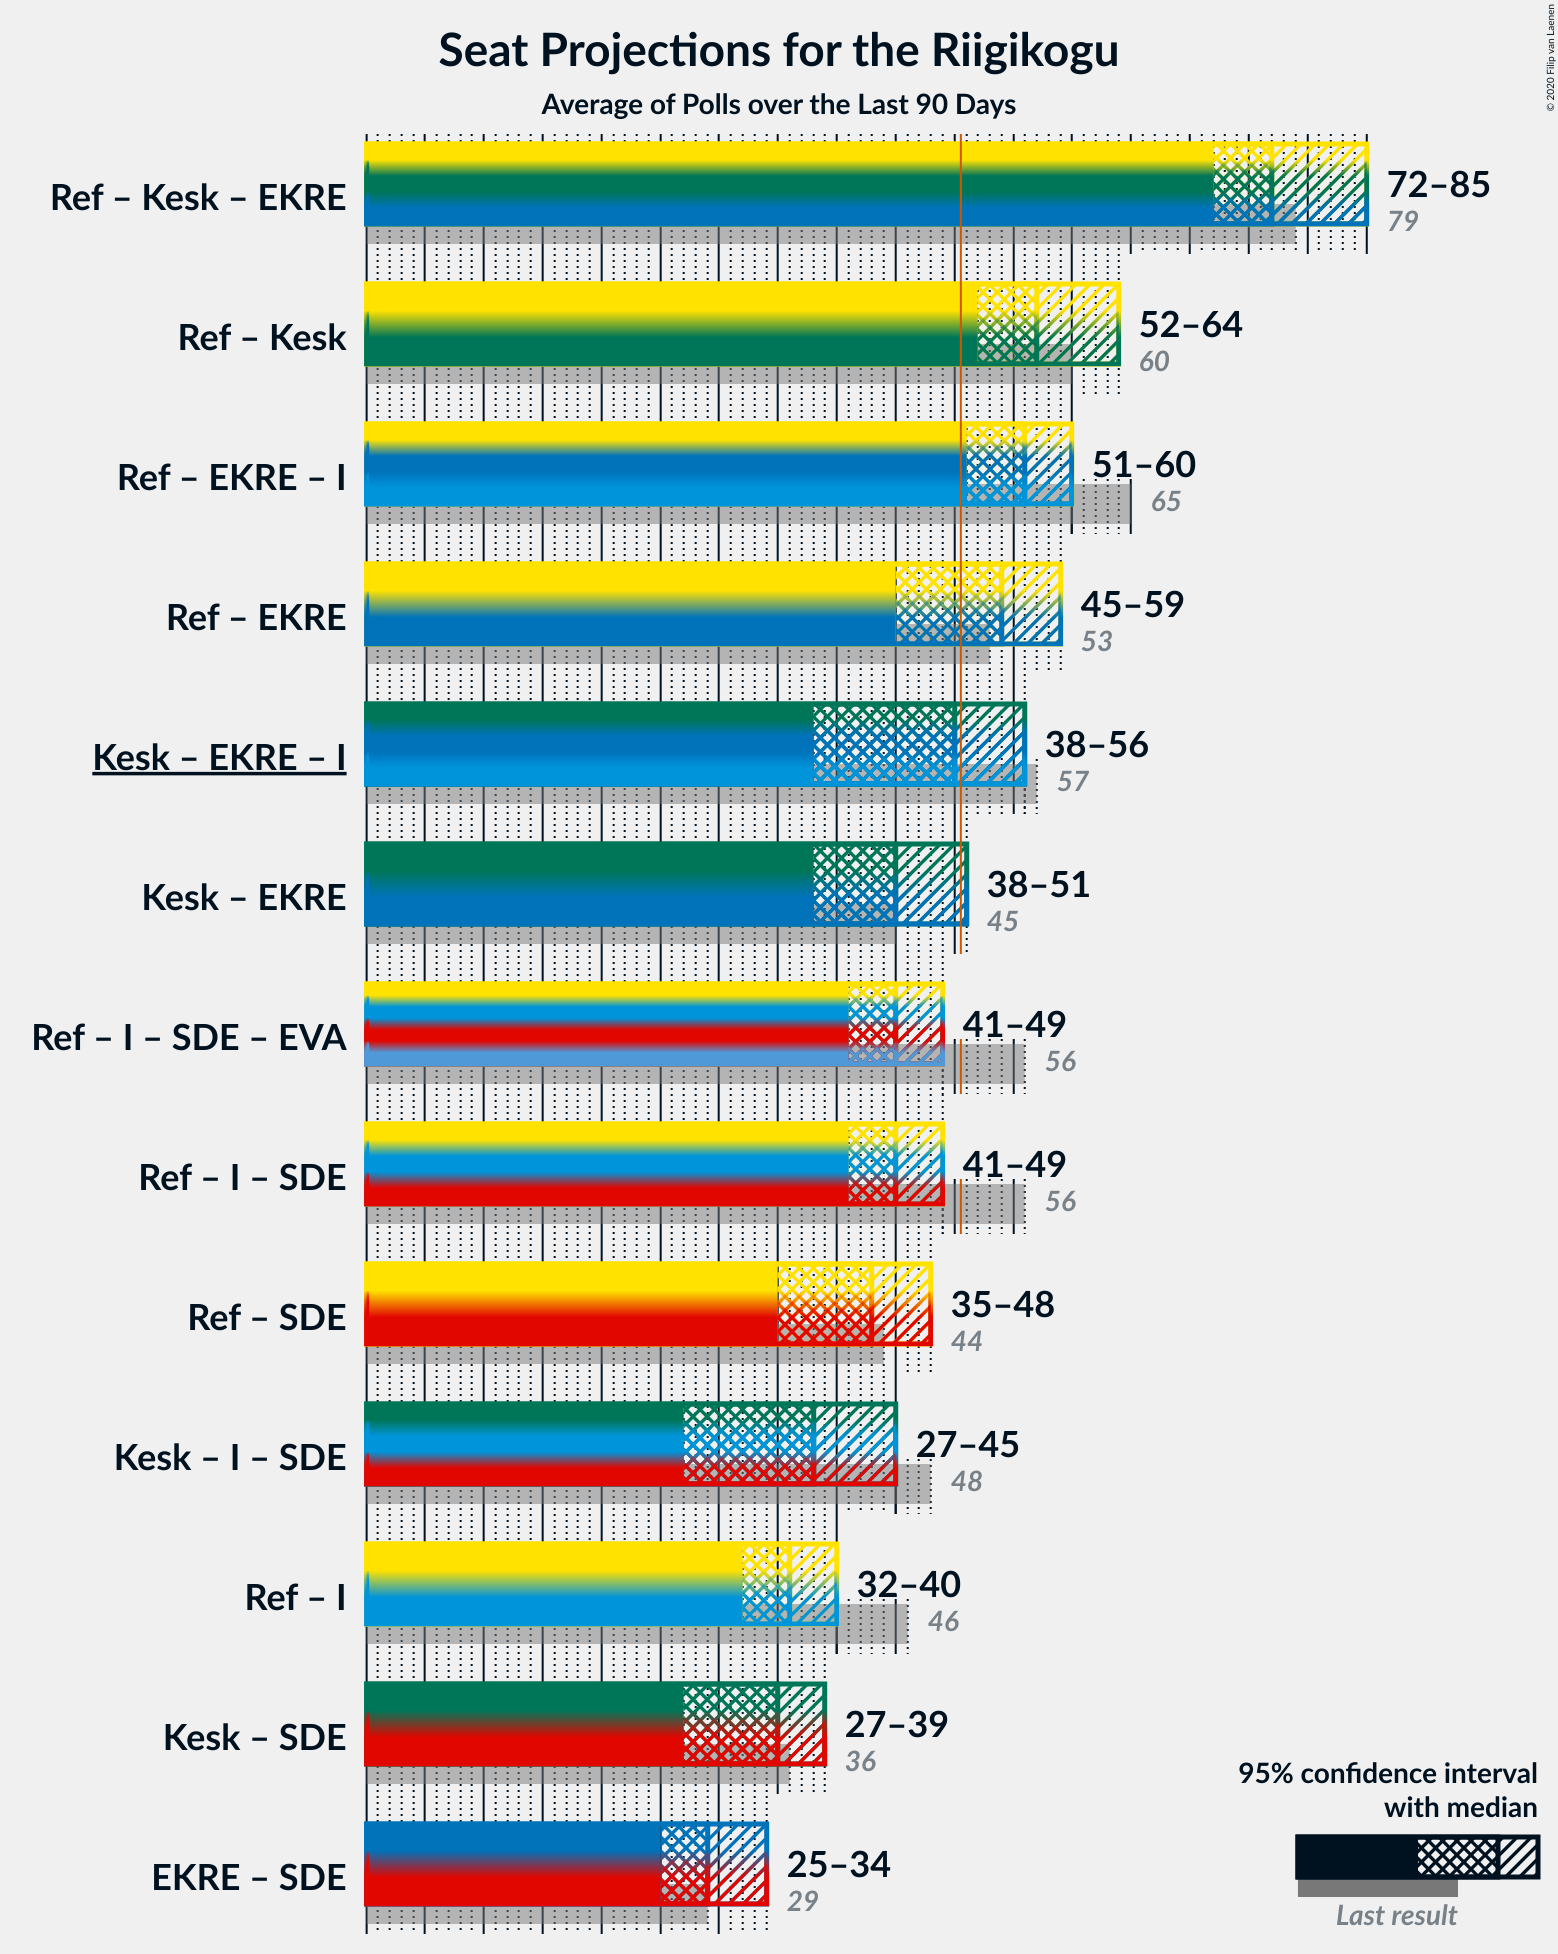 Seat Projections for the Riigikogu
Average of Polls over the Last 90 Days
© 2020 Filip van Laenen
Ref – Kesk – EKRE
72–85
79
Ref – Kesk
52–64
60
Ref – EKRE – I
51–60
65
Ref – EKRE
45–59
53
Kesk – EKRE – I
38–56
57
Kesk – EKRE
38–51
45
Ref – I – SDE – EVA
41–49
56
Ref – I – SDE
41–49
56
Ref – SDE
35–48
44
Kesk – I – SDE
27–45
48
Ref – I
32–40
46
Kesk – SDE
27–39
36
EKRE – SDE
25–34
29
95% confidence interval
with median
Last result